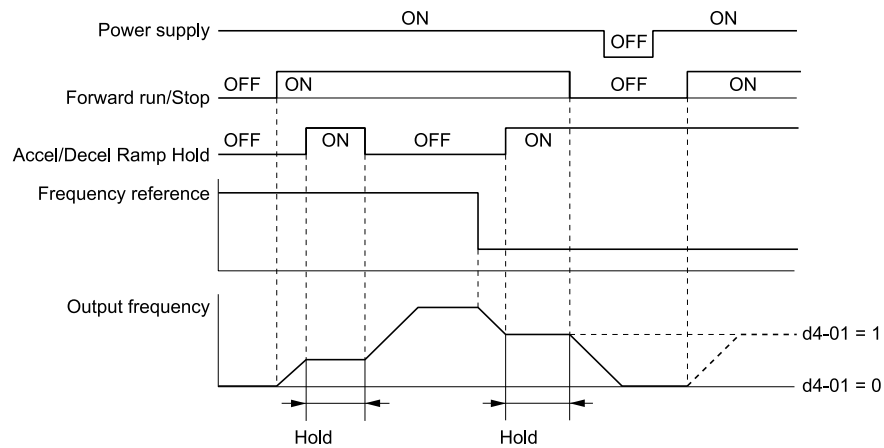 ON ON
Power supply
OFF
OFF ON OFF ON
Forward run/Stop
OFF ON OFF ON
Accel/Decel Ramp Hold
Frequency reference
Output frequency
d4-01 = 1
d4-01 = 0
Hold Hold